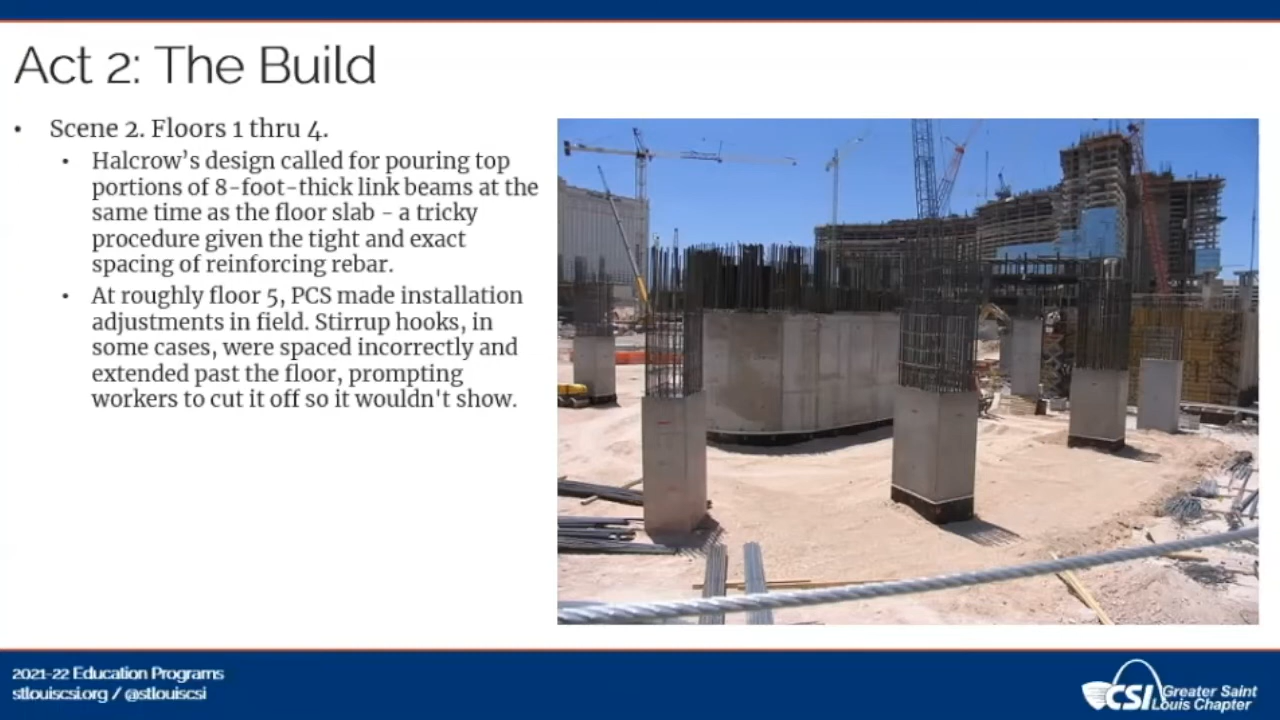 Act 2: The Build
• Scene 2. Floors 1 thru 4.
• Halcrow’s design called for pouring top
portions of 8-foot-thick link beams at the
same time as the floor slab - a tricky
procedure given the tight and exact
spacing of reinforcing rebar.
• At roughly floor 5, PCS made installation
adjustments in field. Stirrup hooks, in
some cases, were spaced incorrectly and
extended past the floor, prompting
workers to cut it off so it wouldn't show.
2021-22 Education Programs
stlouiscsi.org / @stlouiscsi
CSI Greater Saint
Louis Chapter